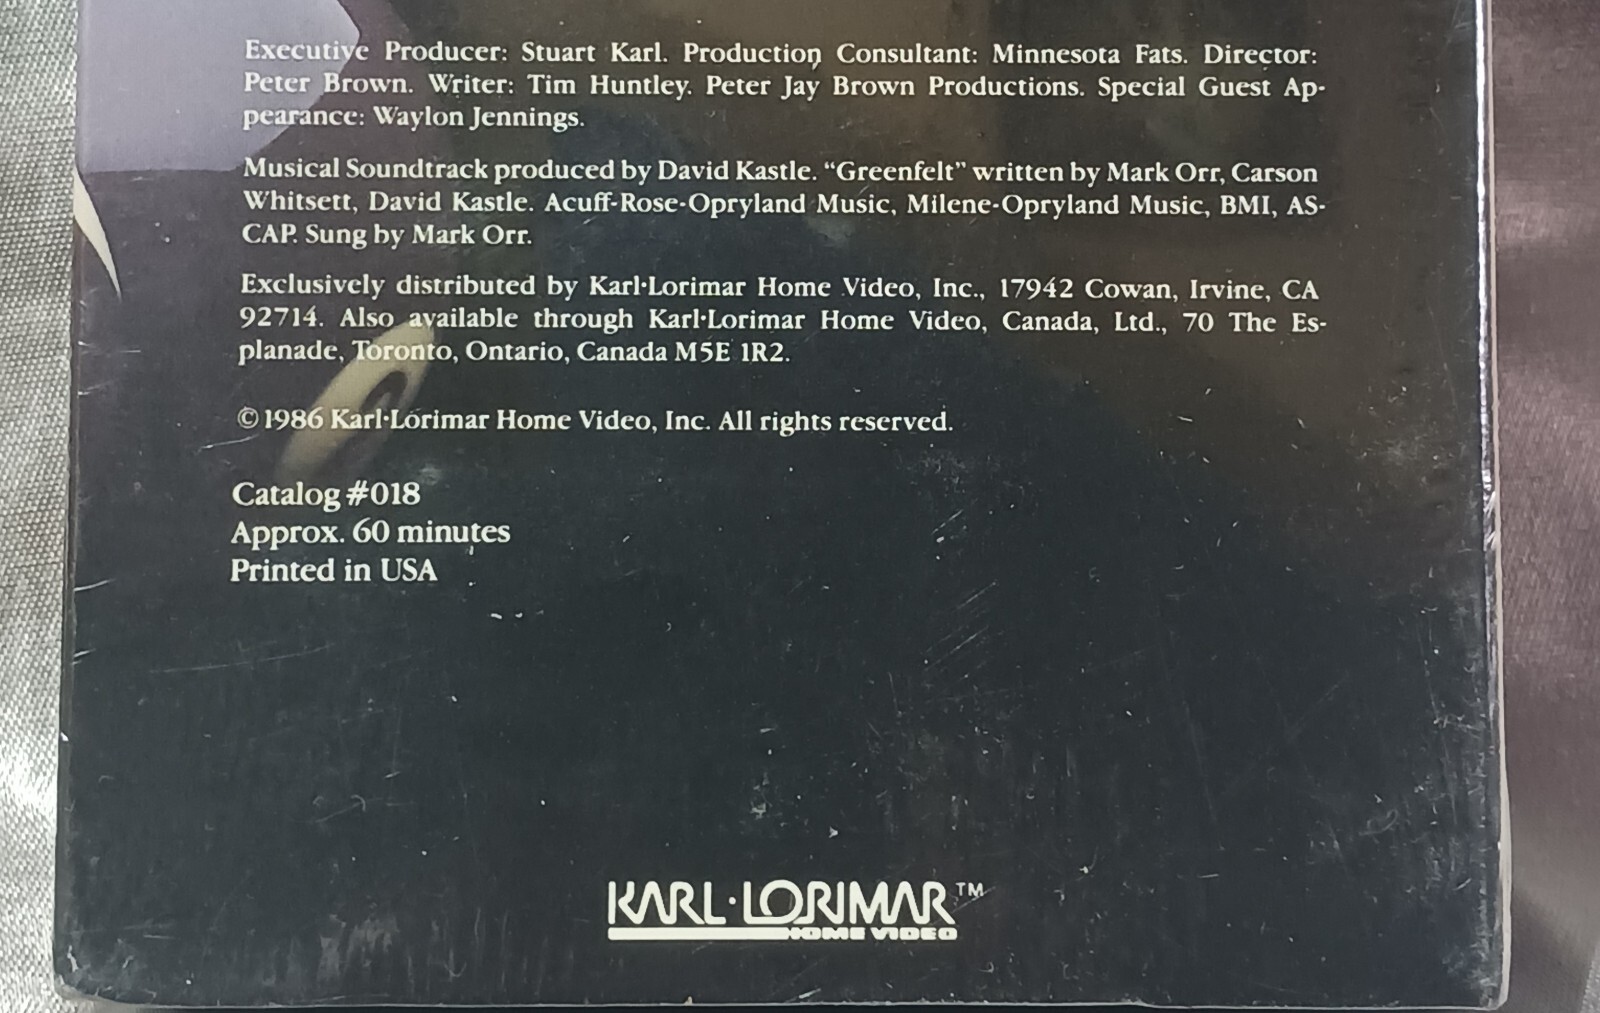 Executive Producer: Stuart Karl. Production Consultant: Minnesota Fats. Director:
Peter Brown. Writer: Tim Huntley. Peter Jay Brown Productions. Special Guest Ap-
pearance: Waylon Jennings.
Musical Soundtrack produced by David Kastle. “Greenfelt” written by Mark Orr, Carson
Whitsett, David Kastle. Acuff-Rose-Opryland Music, Milene-Opryland Music, BMI, AS-
CAP. Sung by Mark Orr.
Exclusively distributed by Karl·Lorimar Home Video, Inc., 17942 Cowan, Irvine, CA
92714. Also available through Karl·Lorimar Home Video, Canada, Ltd., 70 The Es-
planade, Toronto, Ontario, Canada M5E 1R2.
© 1986 Karl·Lorimar Home Video, Inc. All rights reserved.
Catalog #018
Approx. 60 minutes
Printed in USA
KARL·LORIMAR™
HOME VIDEO